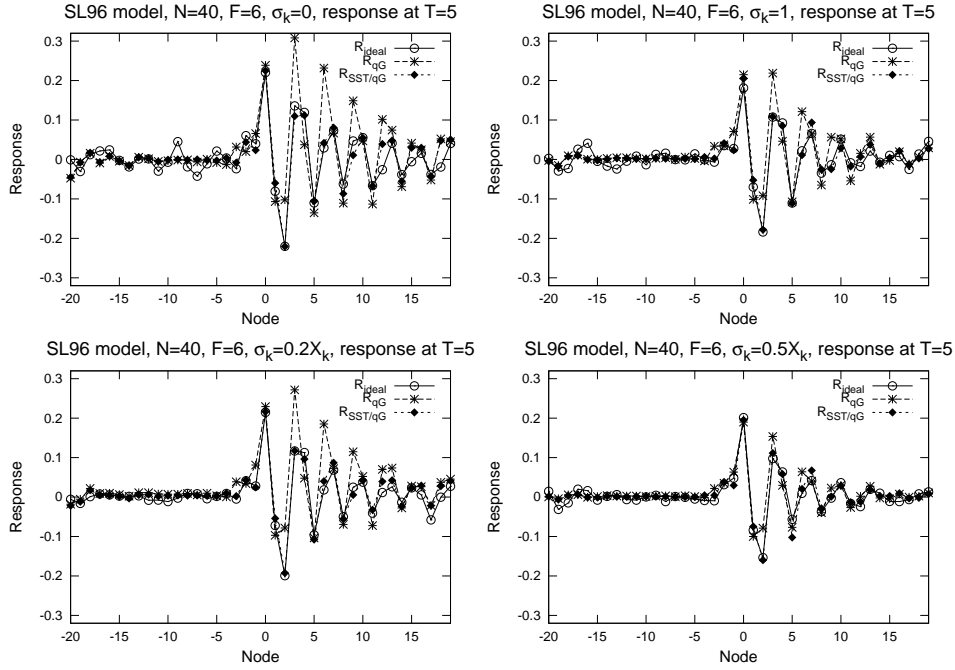 SL96 model, N=40, F=6, σk=0, response at T=5
Rideal
RqG
RSST/qG
0.3
0.2
0.1
0
-0.1
-0.2
-0.3
Response
-20 -15 -10 -5 0 5 10 15
Node
SL96 model, N=40, F=6, σk=1, response at T=5
Rideal
RqG
RSST/qG
0.3
0.2
0.1
0
-0.1
-0.2
-0.3
Response
-20 -15 -10 -5 0 5 10 15
Node
SL96 model, N=40, F=6, σk=0.2Xk, response at T=5
Rideal
RqG
RSST/qG
0.3
0.2
0.1
0
-0.1
-0.2
-0.3
Response
-20 -15 -10 -5 0 5 10 15
Node
SL96 model, N=40, F=6, σk=0.5Xk, response at T=5
Rideal
RqG
RSST/qG
0.3
0.2
0.1
0
-0.1
-0.2
-0.3
Response
-20 -15 -10 -5 0 5 10 15
Node